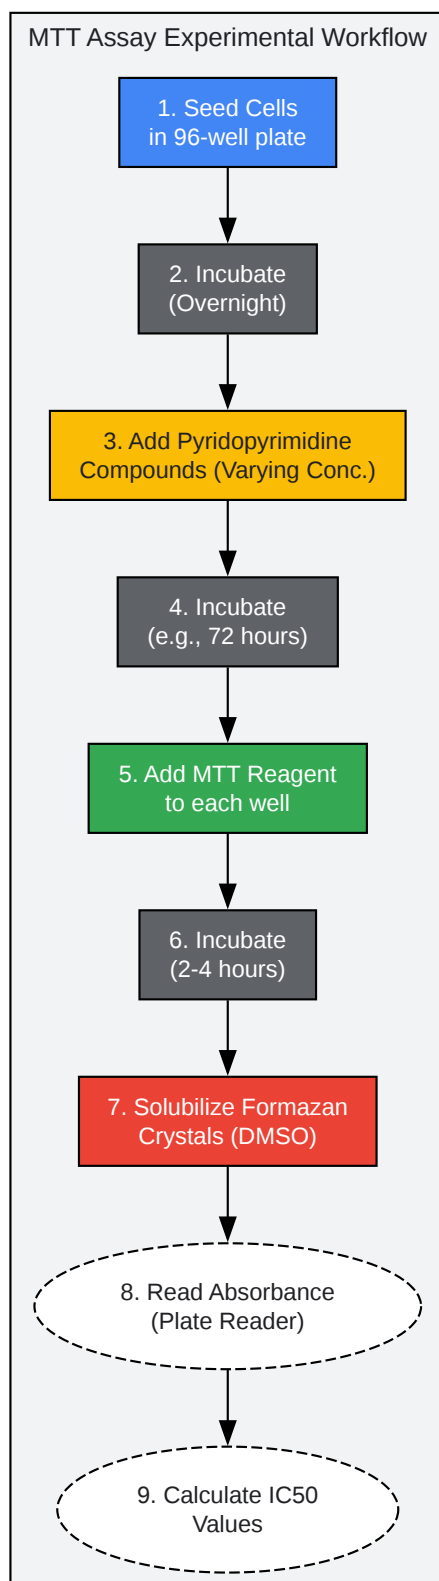 MTT Assay Experimental Workflow
1. Seed Cells
in 96-well plate
2. Incubate
(Overnight)
3. Add Pyridopyrimidine
Compounds (Varying Conc.)
4. Incubate
(e.g., 72 hours)
5. Add MTT Reagent
to each well
6. Incubate
(2-4 hours)
7. Solubilize Formazan
Crystals (DMSO)
8. Read Absorbance
(Plate Reader)
9. Calculate IC50
Values